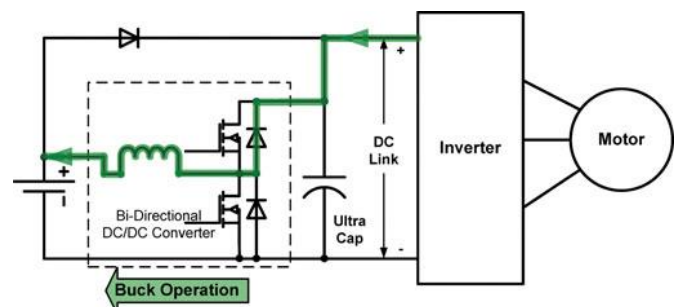 +
DC
Link
-
Inverter
Motor
+
Bi-Directional
DC/DC Converter
Ultra
Cap
Buck Operation